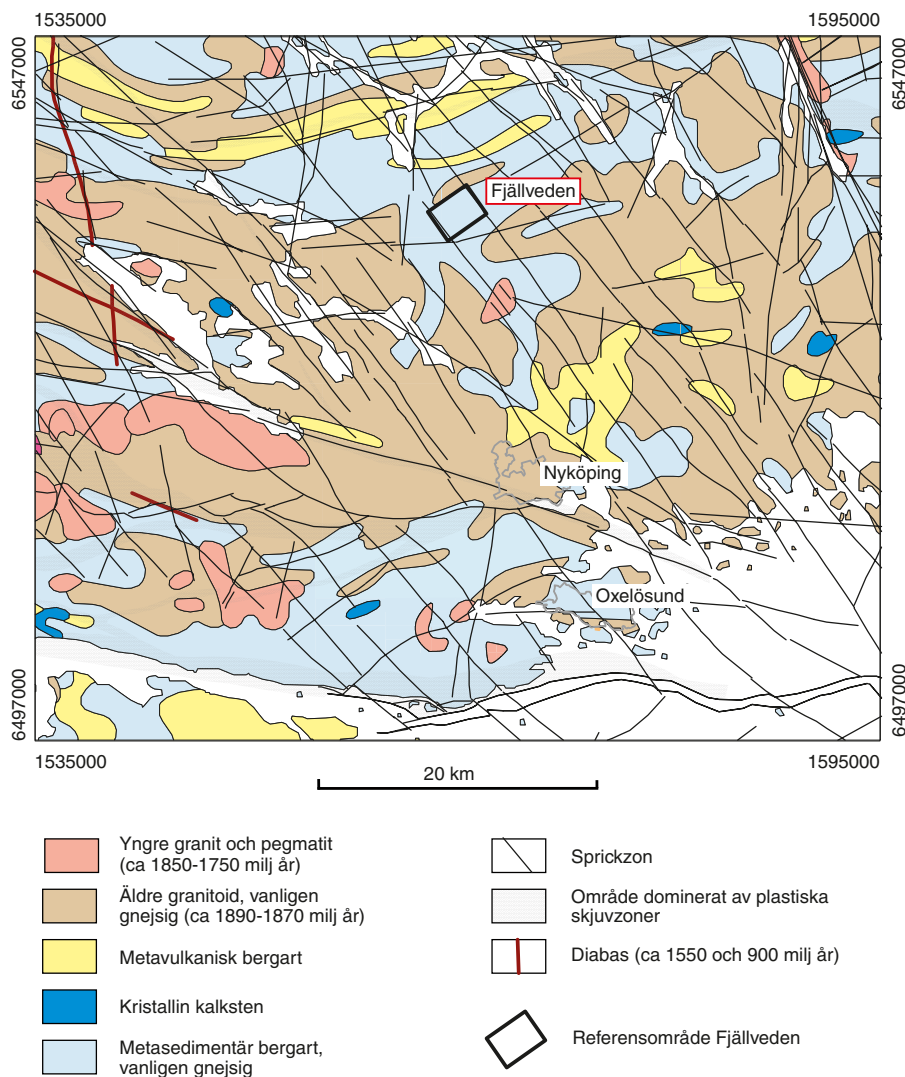 1535000
1595000
6547000
6547000
Fjällveden
Nyköping
Oxelösund
6497000
6497000
1535000
1595000
20 km
Yngre granit och pegmatit
(ca 1850-1750 milj år)
Äldre granitoid, vanligen
gnejsig (ca 1890-1870 milj år)
Metavulkanisk bergart
Kristallin kalksten
Metasedimentär bergart,
vanligen gnejsig
Sprickzon
Område dominerat av plastiska
skjuvzoner
Diabas (ca 1550 och 900 milj år)
Referensområde Fjällveden